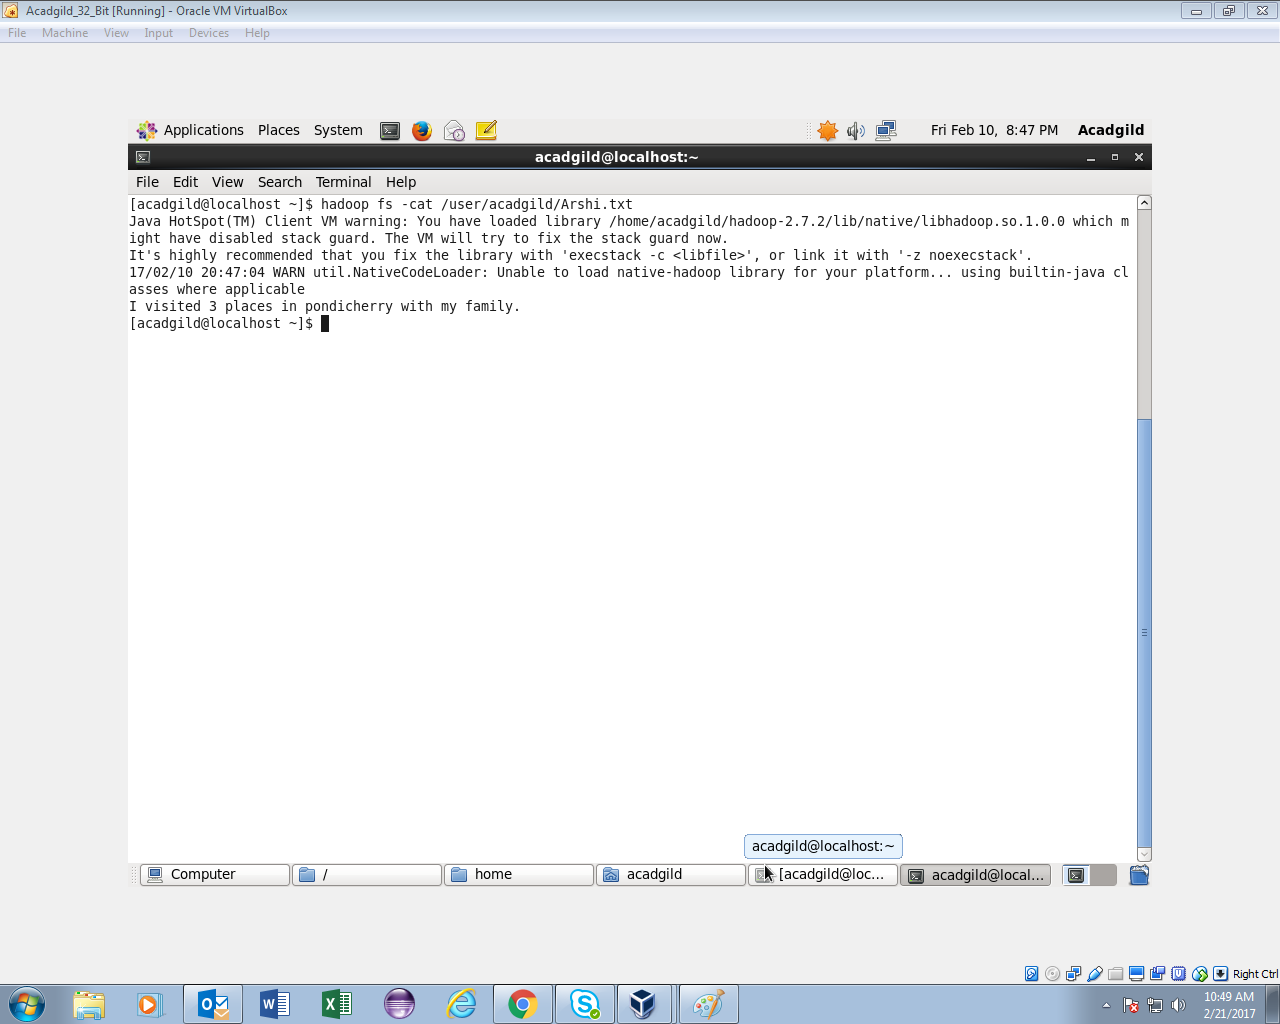 Acadgild_32_Bit [Running] - Oracle VM VirtualBox
File Machine View Input Devices Help
Applications Places System Fri Feb 10, 8:47 PM Acadgild
acadgild@localhost:~
File Edit View Search Terminal Help
[acadgild@localhost ~]$ hadoop fs -cat /user/acadgild/Arshi.txt
Java HotSpot(TM) Client VM warning: You have loaded library /home/acadgild/hadoop-2.7.2/lib/native/libhadoop.so.1.0.0 which m
ight have disabled stack guard. The VM will try to fix the stack guard now.
It's highly recommended that you fix the library with 'execstack -c <libfile>', or link it with '-z noexecstack'.
17/02/10 20:47:04 WARN util.NativeCodeLoader: Unable to load native-hadoop library for your platform... using builtin-java cl
asses where applicable
I visited 3 places in pondicherry with my family.
[acadgild@localhost ~]$
acadgild@localhost:~
Computer / home acadgild [acadgild@loc... acadgild@local...
Right Ctrl
10:49 AM
2/21/2017